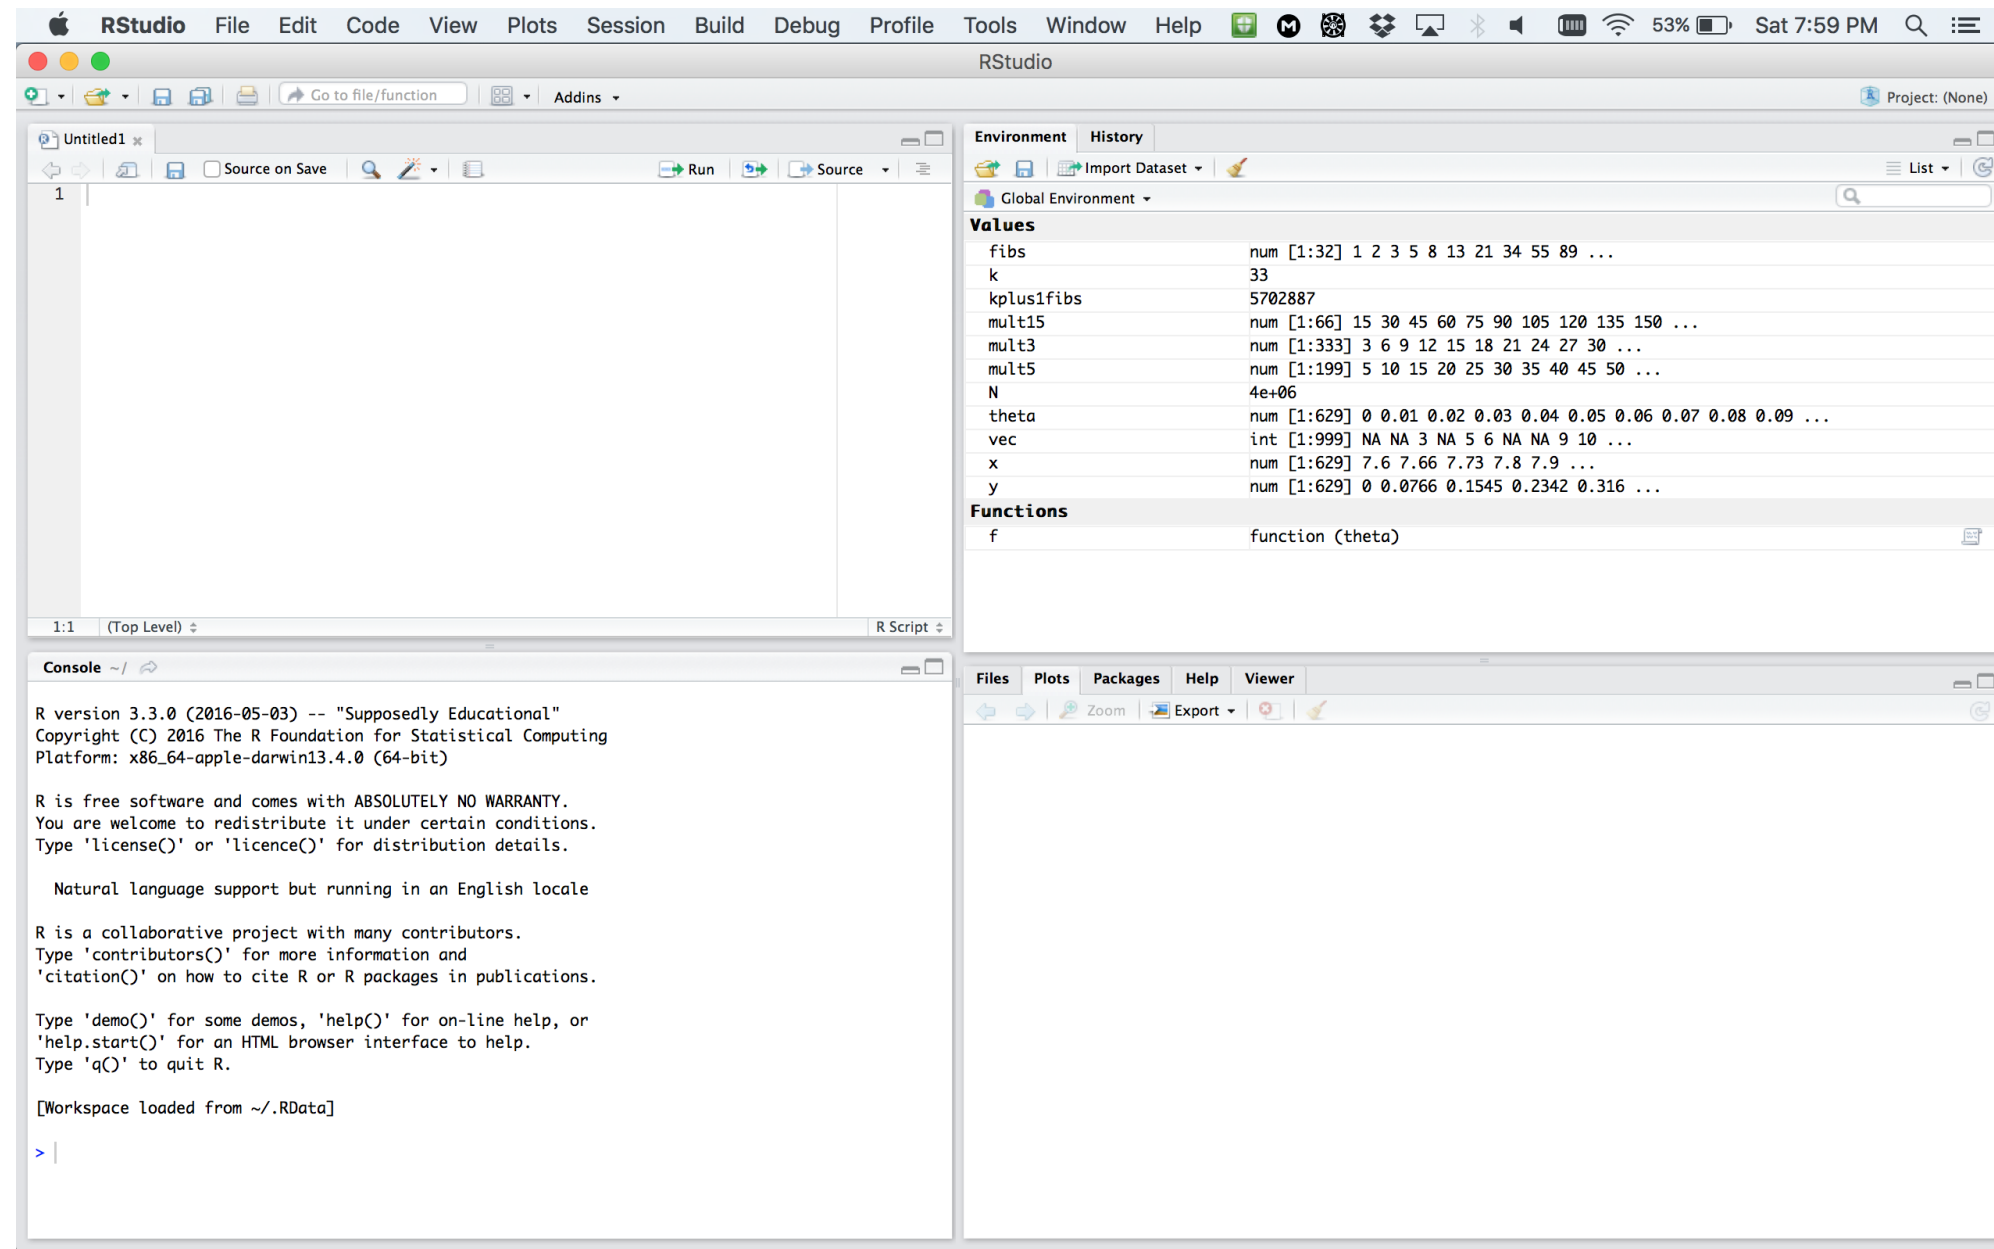 RStudio File Edit Code View Plots Session Build Debug Profile Tools Window Help 53% Sat 7:59 PM
RStudio
Go to file/function Addins Project: (None)
Untitled1
Source on Save Run Source
1
1:1 (Top Level) R Script
Console ~/
R version 3.3.0 (2016-05-03) -- "Supposedly Educational"
Copyright (C) 2016 The R Foundation for Statistical Computing
Platform: x86_64-apple-darwin13.4.0 (64-bit)
R is free software and comes with ABSOLUTELY NO WARRANTY.
You are welcome to redistribute it under certain conditions.
Type 'license()' or 'licence()' for distribution details.
Natural language support but running in an English locale
R is a collaborative project with many contributors.
Type 'contributors()' for more information and
'citation()' on how to cite R or R packages in publications.
Type 'demo()' for some demos, 'help()' for on-line help, or
'help.start()' for an HTML browser interface to help.
Type 'q()' to quit R.
[Workspace loaded from ~/.RData]
>
Environment History
Import Dataset List
Global Environment
Values
fibs num [1:32] 1 2 3 5 8 13 21 34 55 89 ...
k 33
kplus1fibs 5702887
mult15 num [1:66] 15 30 45 60 75 90 105 120 135 150 ...
mult3 num [1:333] 3 6 9 12 15 18 21 24 27 30 ...
mult5 num [1:199] 5 10 15 20 25 30 35 40 45 50 ...
N 4e+06
theta num [1:629] 0 0.01 0.02 0.03 0.04 0.05 0.06 0.07 0.08 0.09 ...
vec int [1:999] NA NA 3 NA 5 6 NA NA 9 10 ...
x num [1:629] 7.6 7.66 7.73 7.8 7.9 ...
y num [1:629] 0 0.0766 0.1545 0.2342 0.316 ...
Functions
f function (theta)
Files Plots Packages Help Viewer
Zoom Export